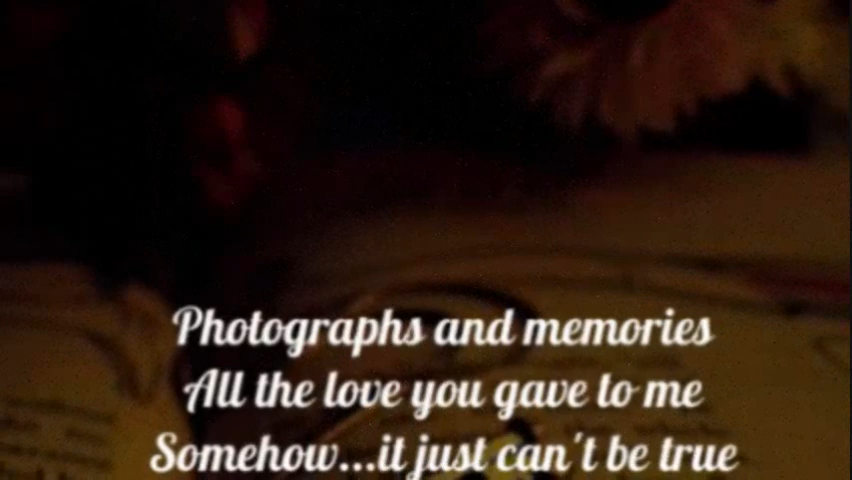 Photographs and memories
All the love you gave to me
Somehow...it just can't be true